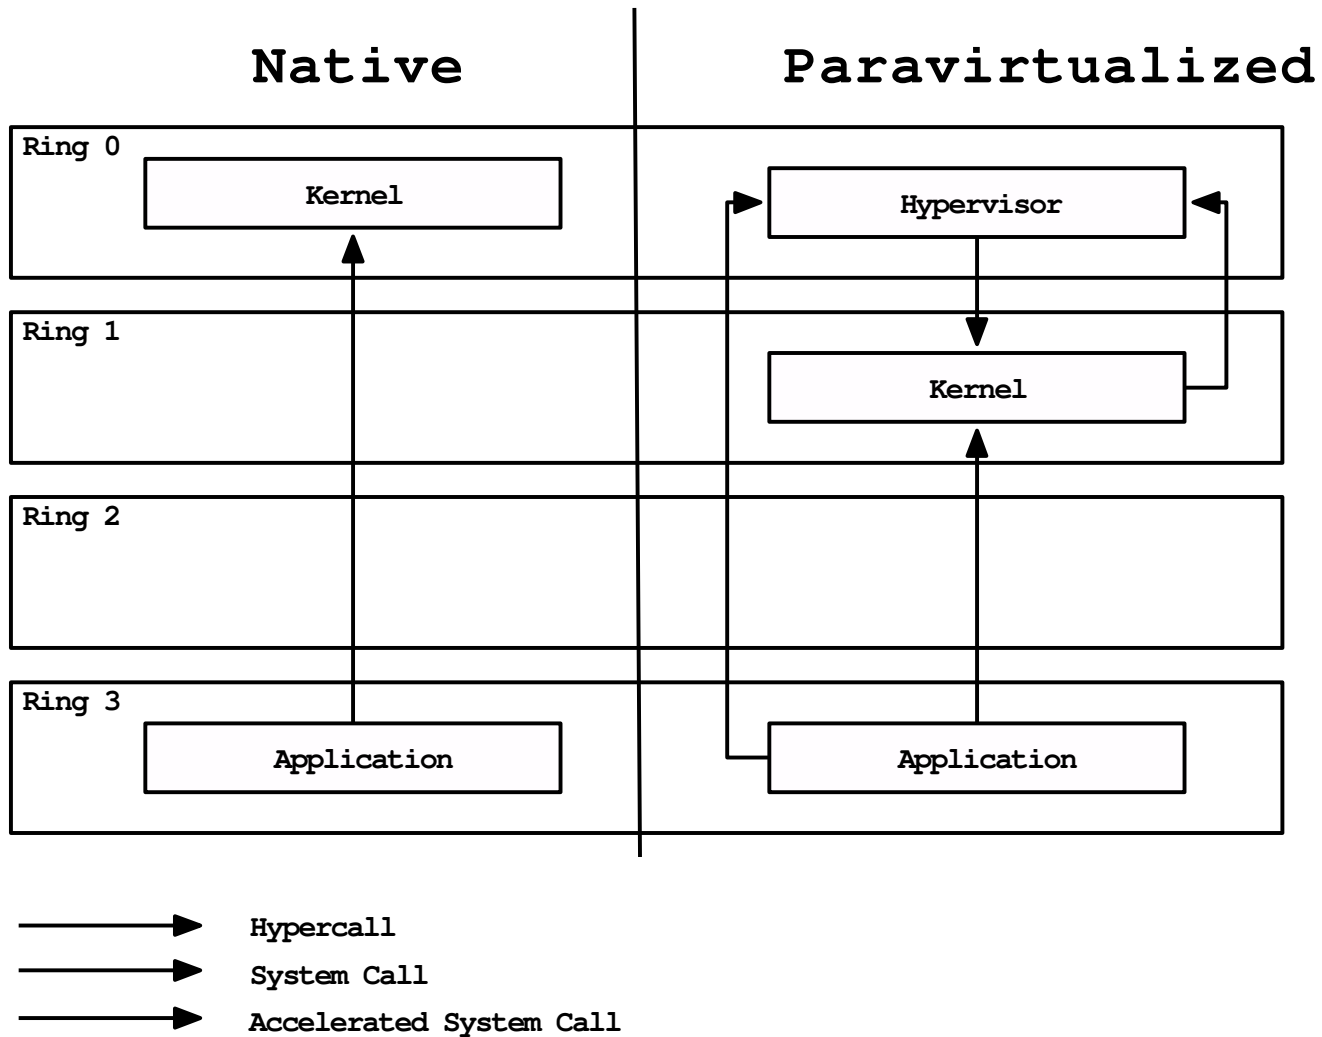 Native
Paravirtualized
Ring 0
Kernel
Hypervisor
Ring 1
Kernel
Ring 2
Ring 3
Application
Application
Hypercall
System Call
Accelerated System Call